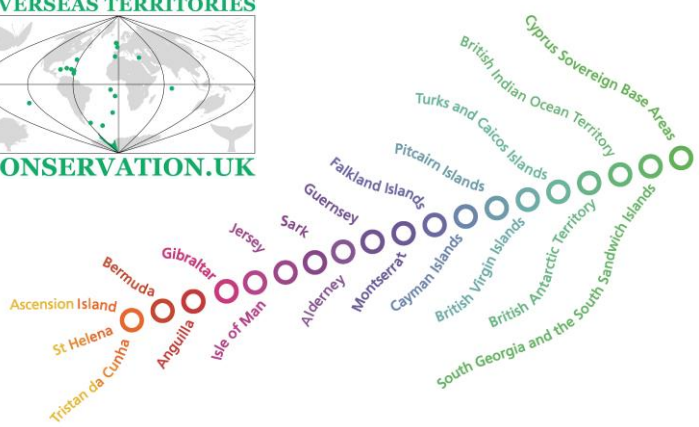 VERSEAS TERRITORIES
ONSERVATION.UK
Ascension Island
St Helena
Tristan da Cunha
Bermuda
Anguilla
Gibraltar
Isle of Man
Jersey
Sark
Alderney
Guernsey
Montserrat
Falkland Islands
Cayman Islands
Pitcairn Islands
British Virgin Islands
Turks and Caicos Islands
British Antarctic Territory
British Indian Ocean Territory
South Georgia and the South Sandwich Islands
Cyprus Sovereign Base Areas